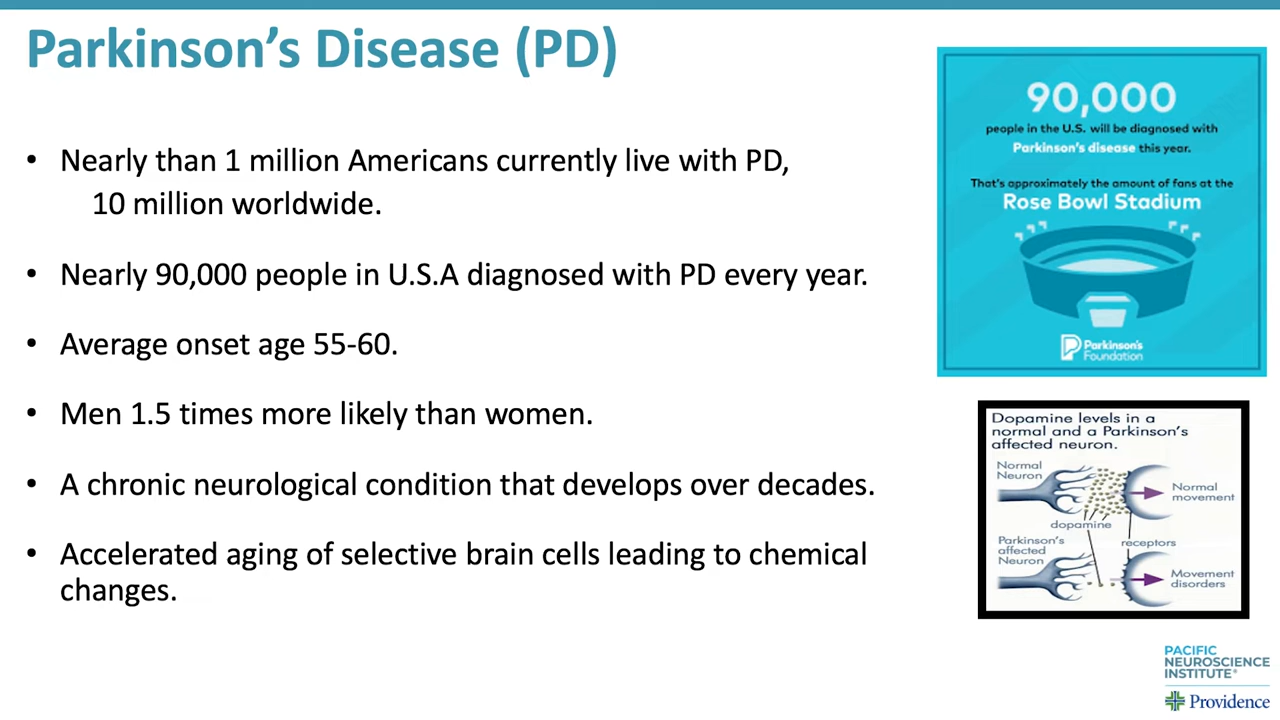 Parkinson's Disease (PD)
• Nearly than 1 million Americans currently live with PD,
10 million worldwide.
• Nearly 90,000 people in U.S.A diagnosed with PD every year.
• Average onset age 55-60.
• Men 1.5 times more likely than women.
• A chronic neurological condition that develops over decades.
• Accelerated aging of selective brain cells leading to chemical
changes.
90,000
people in the U.S. will be diagnosed with
Parkinson's disease this year.
That's approximately the amount of fans at the
Rose Bowl Stadium
Parkinson's
Foundation
Dopamine levels in a
normal and a Parkinson's
affected neuron.
Normal
Neuron
Normal
movement
dopamine
receptors
Parkinson's
affected
Neuron
Movement
disorders
PACIFIC
NEUROSCIENCE
INSTITUTE®
Providence